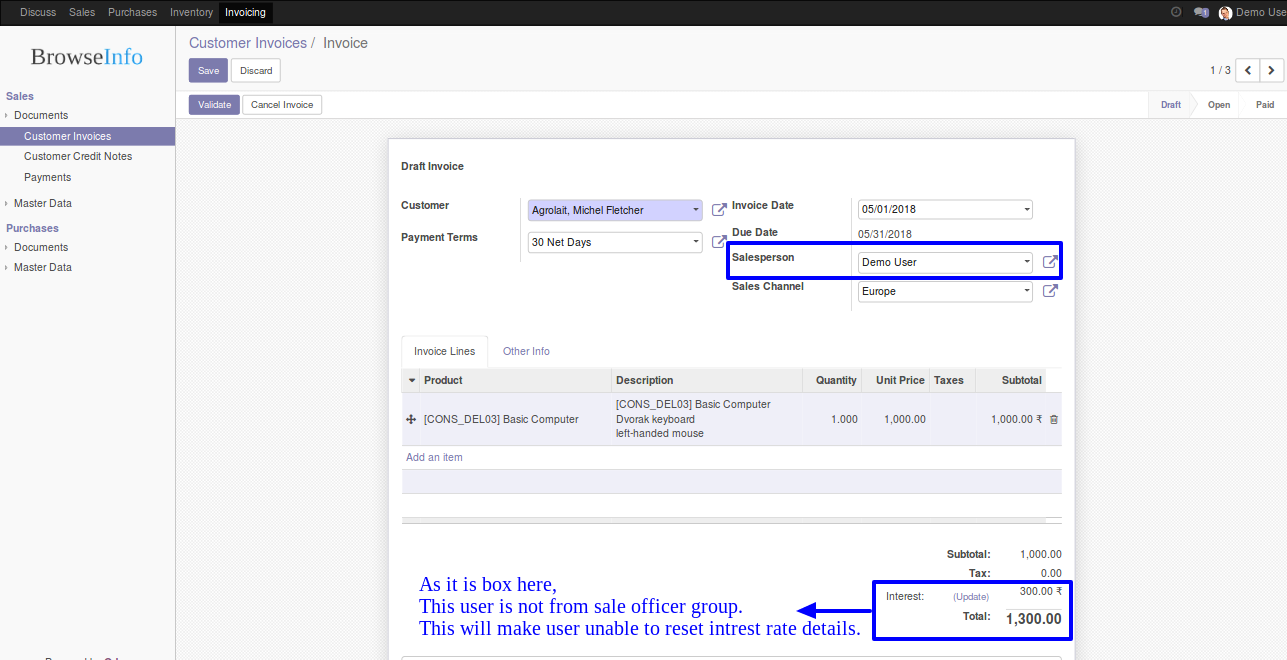 Discuss Sales Purchases Inventory Invoicing 1 Demo Use
BrowseInfo
Sales
Documents
Customer Invoices
Customer Credit Notes
Payments
Master Data
Purchases
Documents
Master Data
Customer Invoices / Invoice
Save Discard
1 / 3
Validate Cancel Invoice
Draft Open Paid
Draft Invoice
Customer Agrolait, Michel Fletcher
Payment Terms 30 Net Days
Invoice Date 05/01/2018
Due Date 05/31/2018
Salesperson Demo User
Sales Channel Europe
Invoice Lines Other Info
Product Description Quantity Unit Price Taxes Subtotal
[CONS_DEL03] Basic Computer
[CONS_DEL03] Basic Computer
Dvorak keyboard
left-handed mouse
1.000 1,000.00 1,000.00 ₹
Add an item
Subtotal: 1,000.00
Tax: 0.00
Interest: (Update) 300.00 ₹
Total: 1,300.00
As it is box here,
This user is not from sale officer group.
This will make user unable to reset intrest rate details.